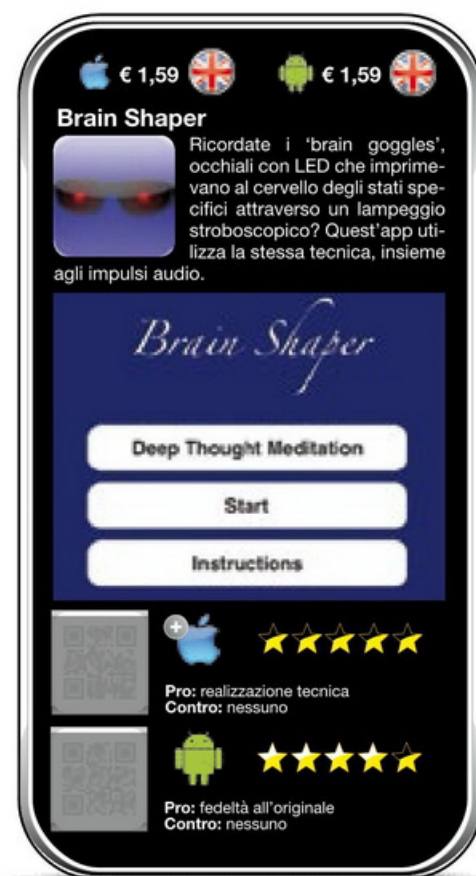 € 1,59 € 1,59
Brain Shaper
Ricordate i ‘brain goggles’,
occhiali con LED che imprime-
vano al cervello degli stati spe-
cifici attraverso un lampeggio
stroboscopico? Quest’app uti-
lizza la stessa tecnica, insieme
agli impulsi audio.
Brain Shaper
Deep Thought Meditation
Start
Instructions
+
Pro: realizzazione tecnica
Contro: nessuno
Pro: fedeltà all’originale
Contro: nessuno